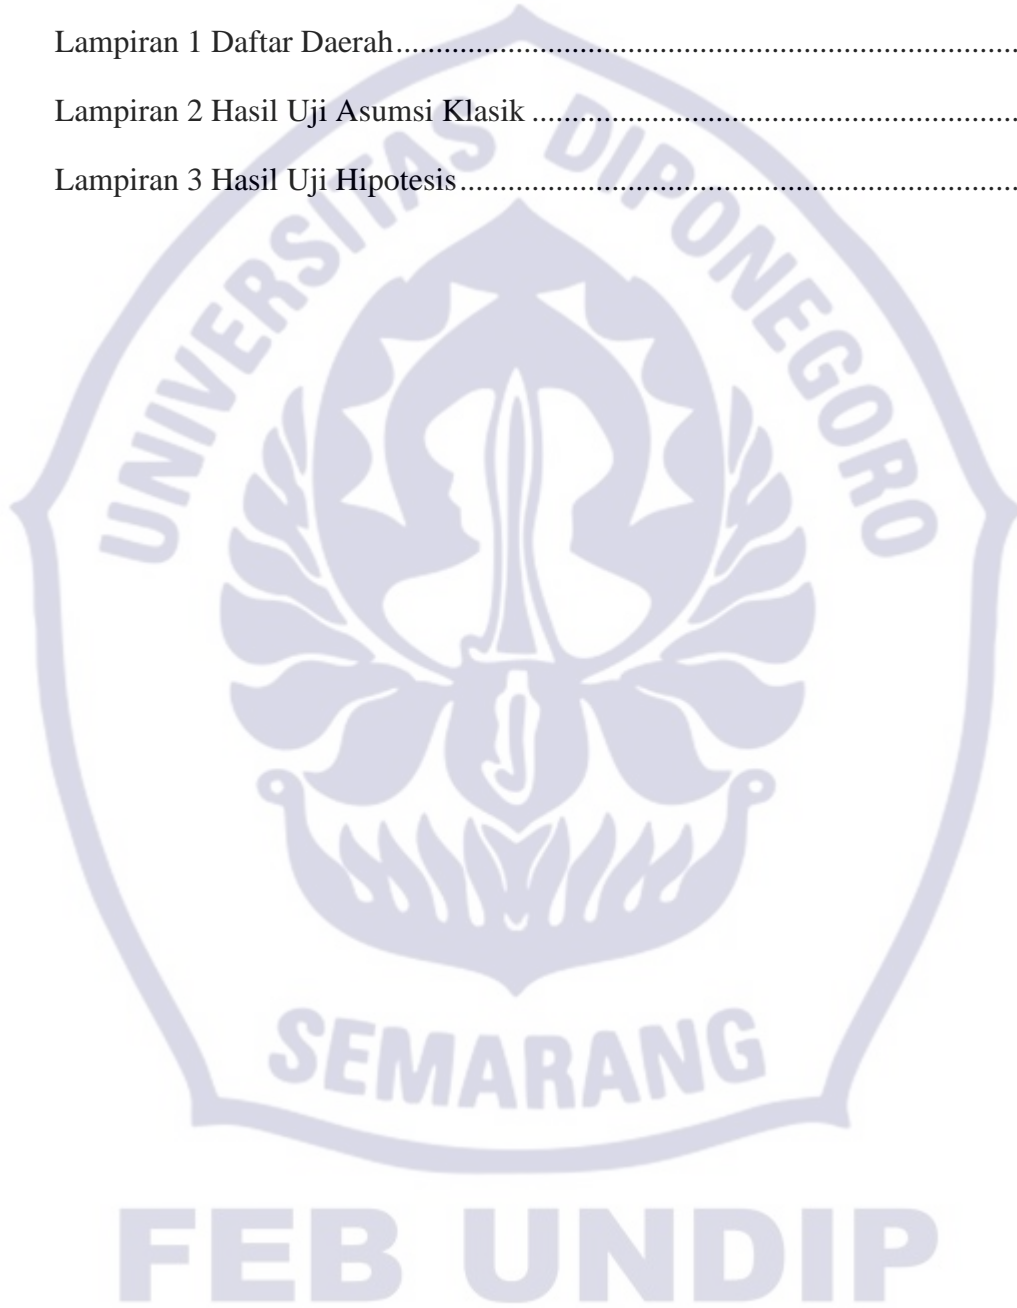 Lampiran 1 Daftar Daerah........................................................................
Lampiran 2 Hasil Uji Asumsi Klasik ........................................................
Lampiran 3 Hasil Uji Hipotesis................................................................
UNIVERSITAS DIPONEGORO
SEMARANG
FEB UNDIP